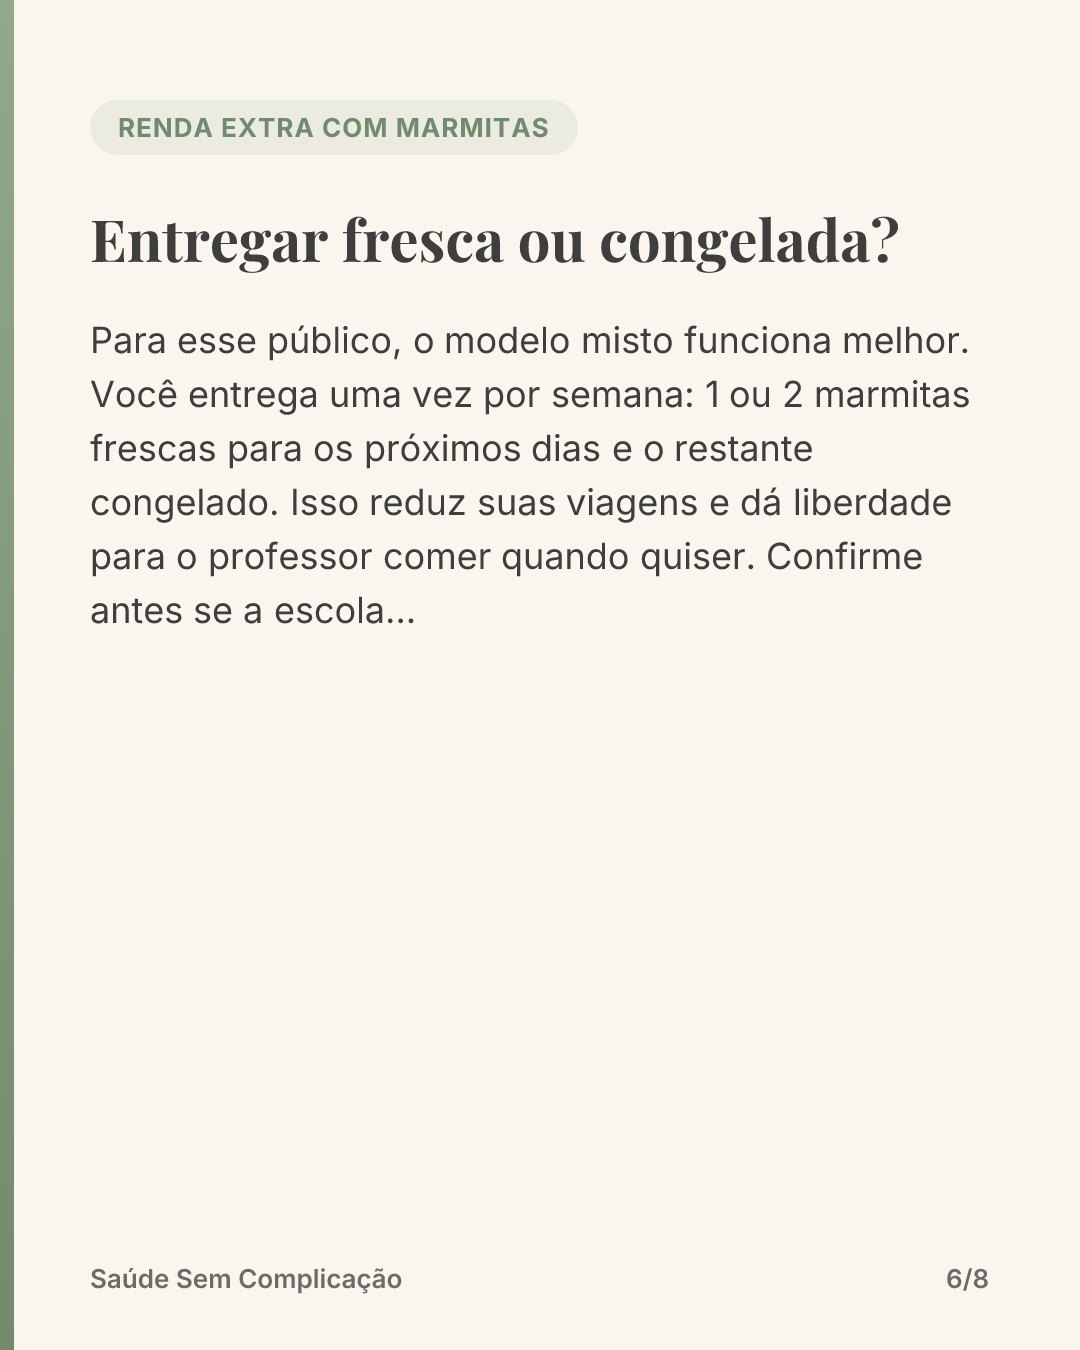 RENDA EXTRA COM MARMITAS
Entregar fresca ou congelada?
Para esse público, o modelo misto funciona melhor.
Você entrega uma vez por semana: 1 ou 2 marmitas
frescas para os próximos dias e o restante
congelado. Isso reduz suas viagens e dá liberdade
para o professor comer quando quiser. Confirme
antes se a escola...
Saúde Sem Complicação
6/8